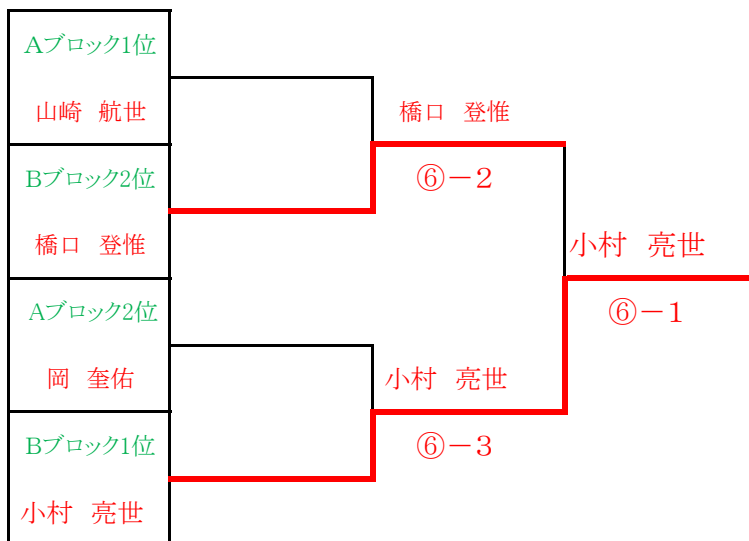 Aブロック1位
山崎 航世
Bブロック2位
橋口 登惟
Aブロック2位
岡 奎佑
Bブロック1位
小村 亮世
橋口 登惟
⑥−2
小村 亮世
⑥−3
小村 亮世
⑥−1